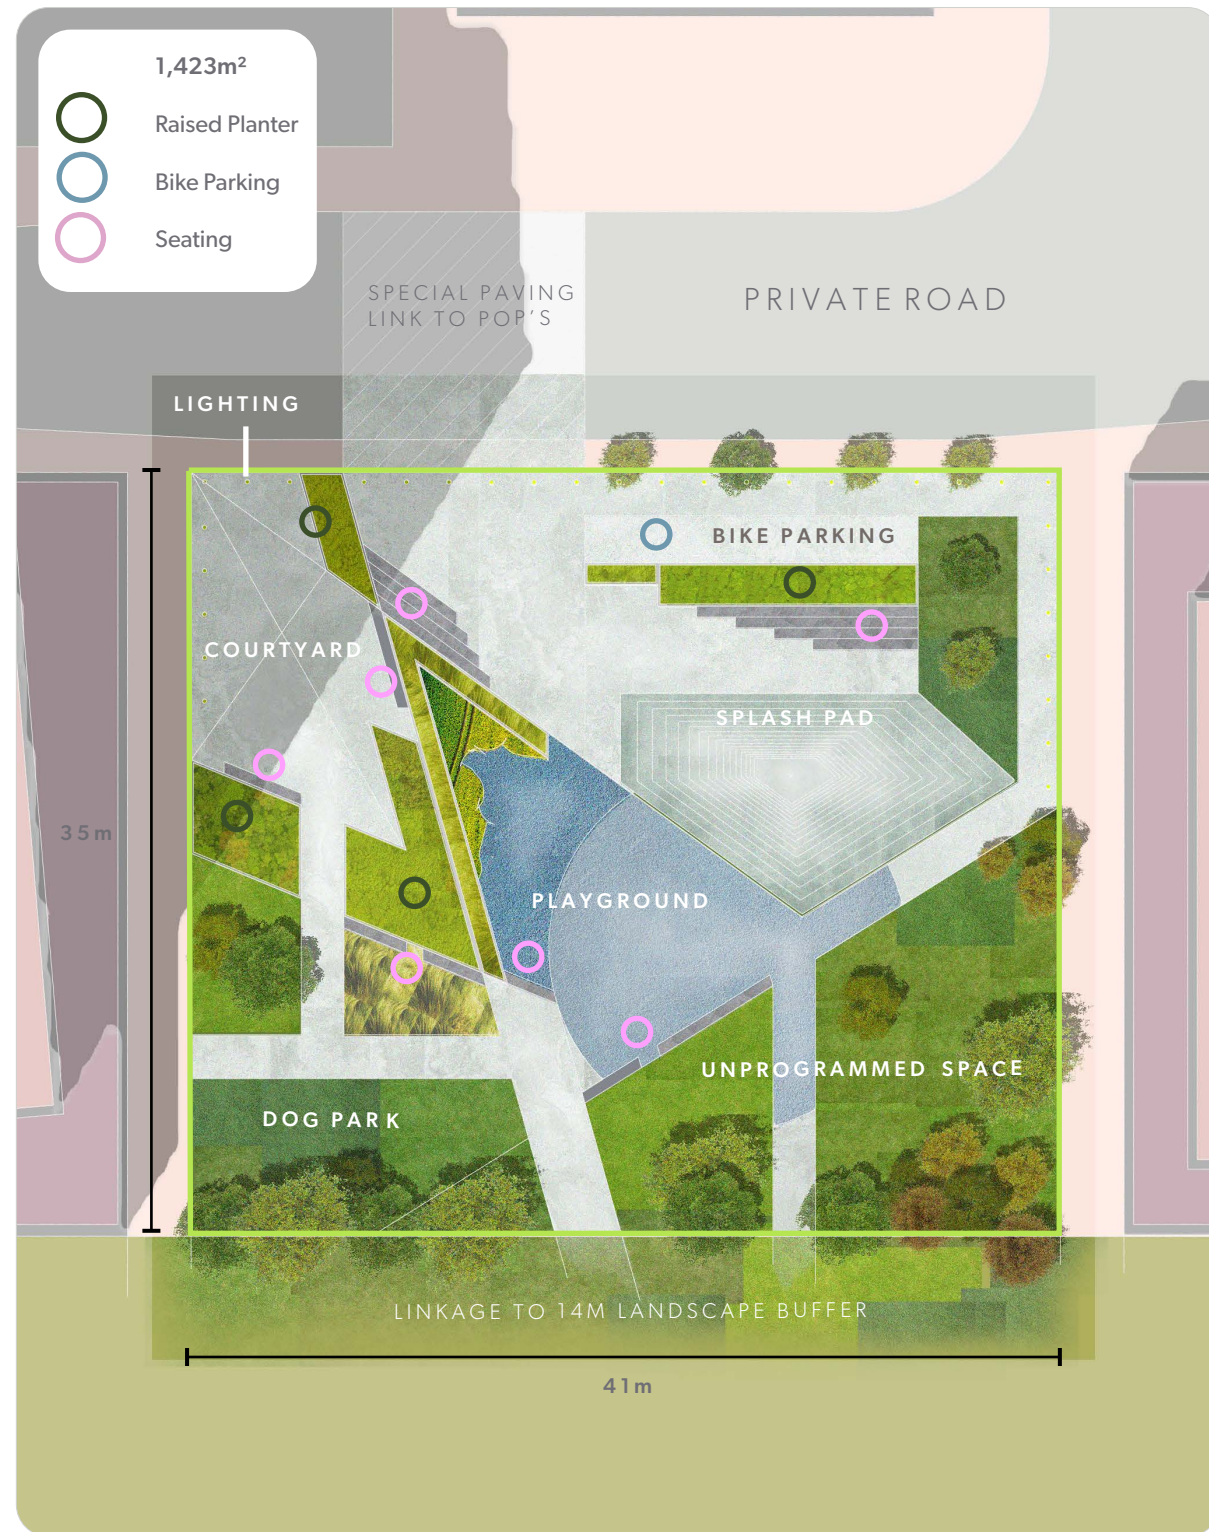 1,423m²
Raised Planter
Bike Parking
Seating
SPECIAL PAVING
LINK TO POP'S
PRIVATE ROAD
LIGHTING
BIKE PARKING
COURTYARD
SPLASH PAD
35m
PLAYGROUND
UNPROGRAMMED SPACE
DOG PARK
LINKAGE TO 14M LANDSCAPE BUFFER
41m